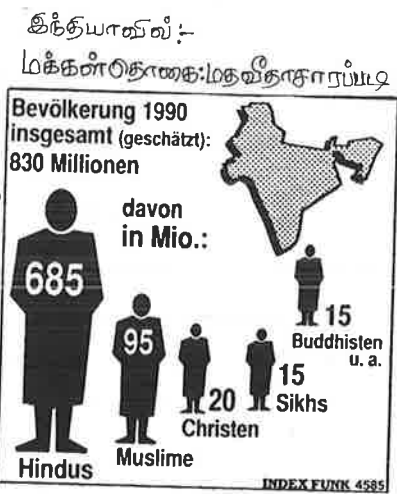 இந்தியாவில் :-
மக்கள்தொகை:மதவீதாசாரப்படி
Bevölkerung 1990
insgesamt (geschätzt):
830 Millionen
davon
in Mio.:
685
Hindus
95
Muslime
20
Christen
15
Sikhs
15
Buddhisten
u. a.
INDEX FUNK 4585